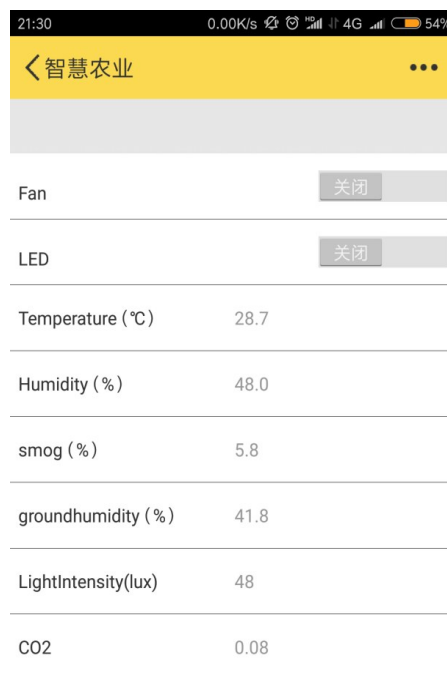 21:30 0.00K/s HD 4G 54%
智慧农业
Fan 关闭
LED 关闭
Temperature (℃) 28.7
Humidity (%) 48.0
smog (%) 5.8
groundhumidity (%) 41.8
LightIntensity(lux) 48
CO2 0.08